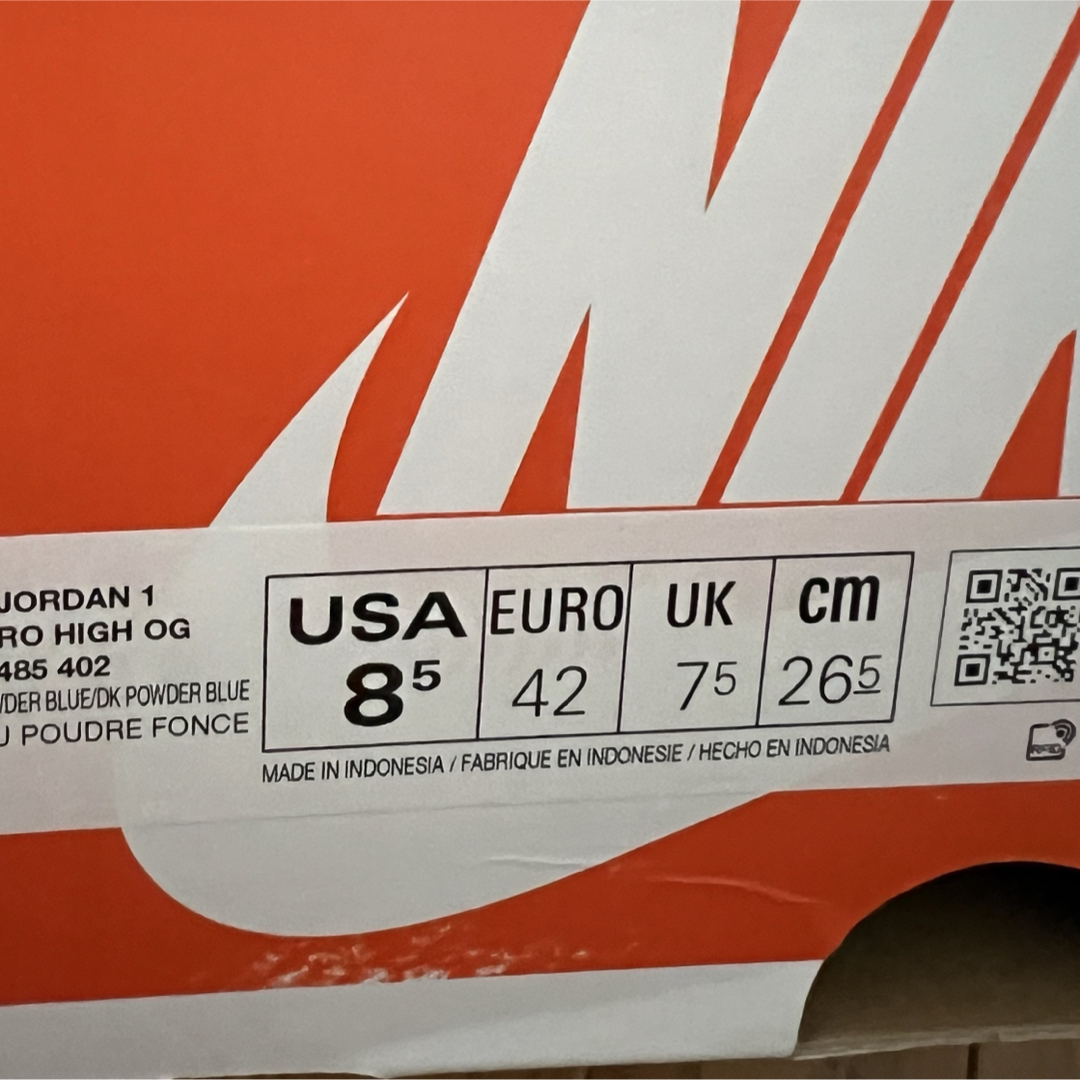 NI
JORDAN 1
RO HIGH OG
485 402
DER BLUE/DK POWDER BLUE
U POUDRE FONCE
USA EURO UK cm
8⁵ 42 7⁵ 26⁵
MADE IN INDONESIA / FABRIQUE EN INDONESIE / HECHO EN INDONESIA